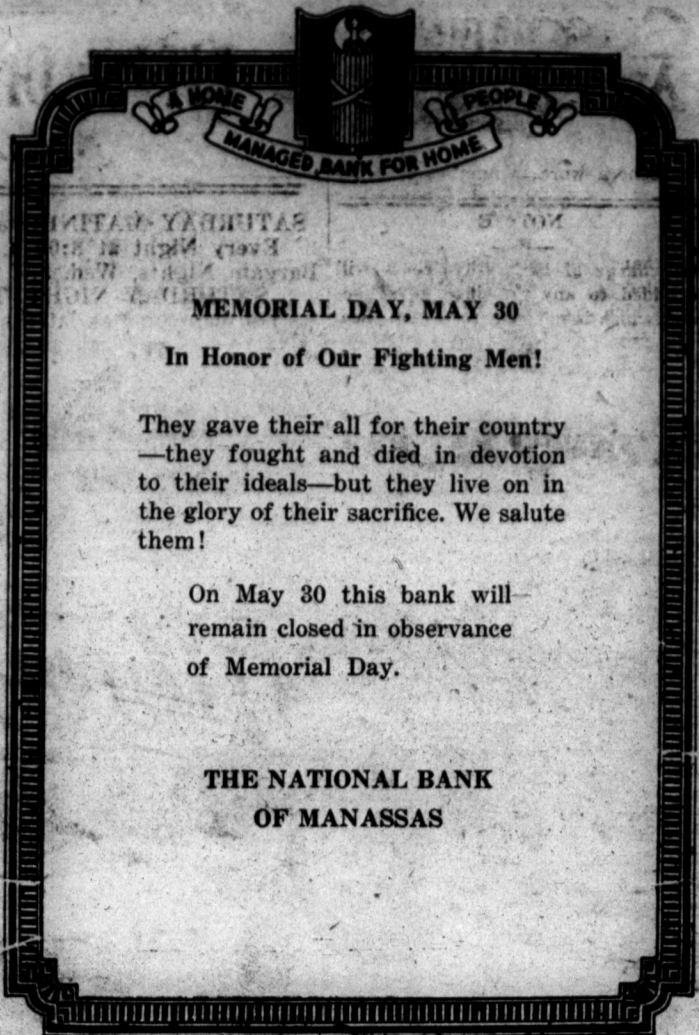 A HOME
MANAGED BANK FOR HOME
PEOPLE
MEMORIAL DAY, MAY 30
In Honor of Our Fighting Men!
They gave their all for their country
—they fought and died in devotion
to their ideals—but they live on in
the glory of their sacrifice. We salute
them!
On May 30 this bank will
remain closed in observance
of Memorial Day.
THE NATIONAL BANK
OF MANASSAS